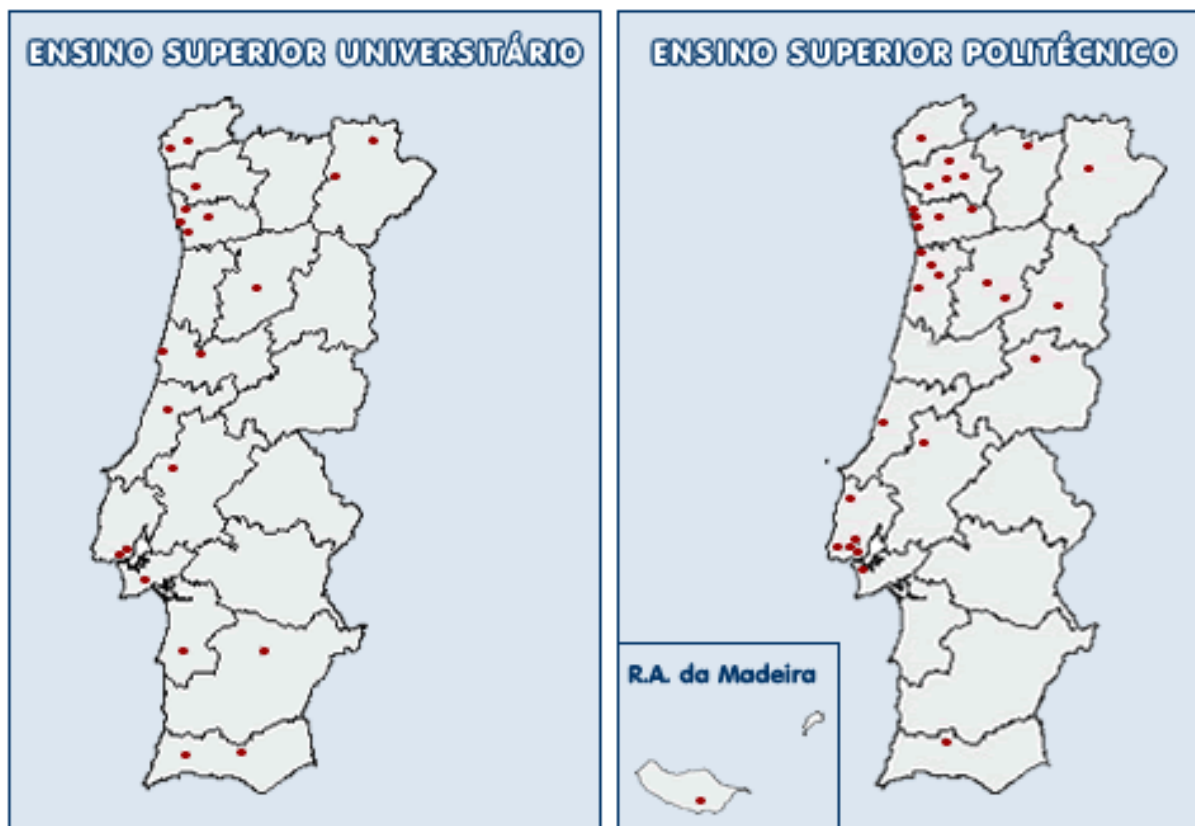 ENSINO SUPERIOR UNIVERSITÁRIO
ENSINO SUPERIOR POLITÉCNICO
R.A. da Madeira